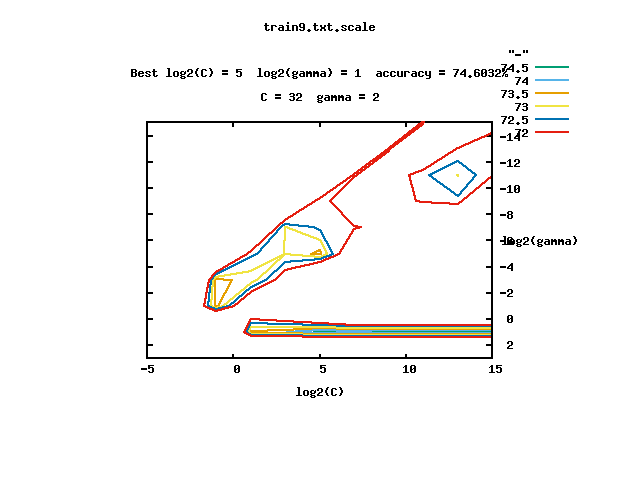 train9.txt.scale
"-"
Best log2(C) = 5 log2(gamma) = 1 accuracy = 74.6032%
74.5
74
C = 32 gamma = 2
73.5
73
72.5
72
-14
-12
-10
-8
-6
log2(gamma)
-4
-2
0
2
-5 0 5 10 15
log2(C)